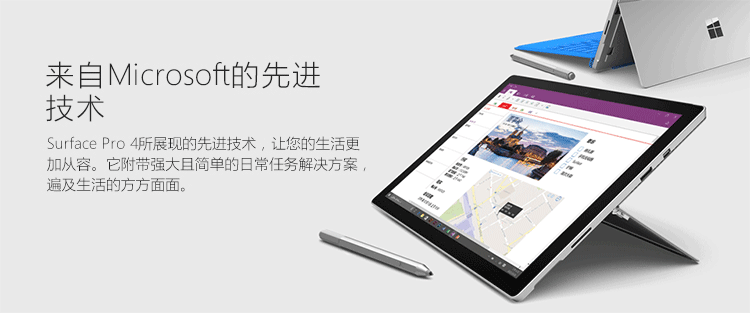 来自Microsoft的先进
技术
Surface Pro 4所展现的先进技术，让您的生活更
加从容。它附带强大且简单的日常任务解决方案，
遍及生活的方方面面。